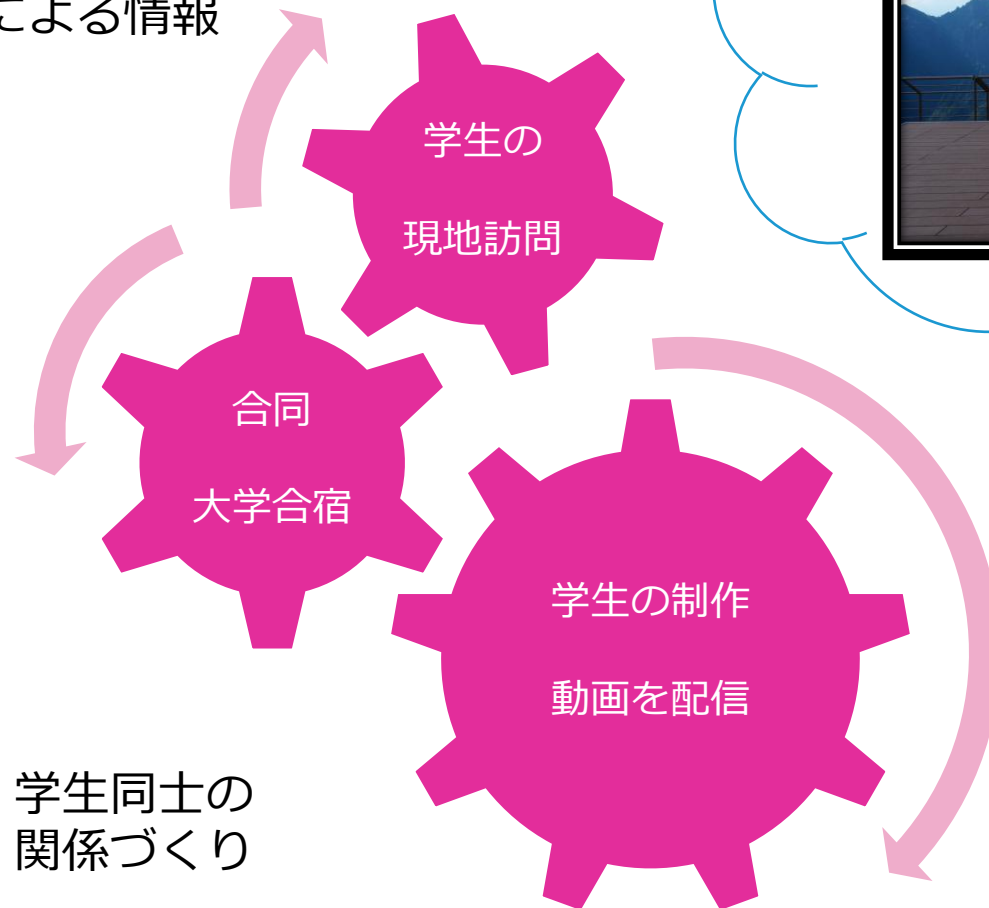 による情報
学生の
現地訪問
合同
大学合宿
学生の制作
動画を配信
学生同士の
関係づくり